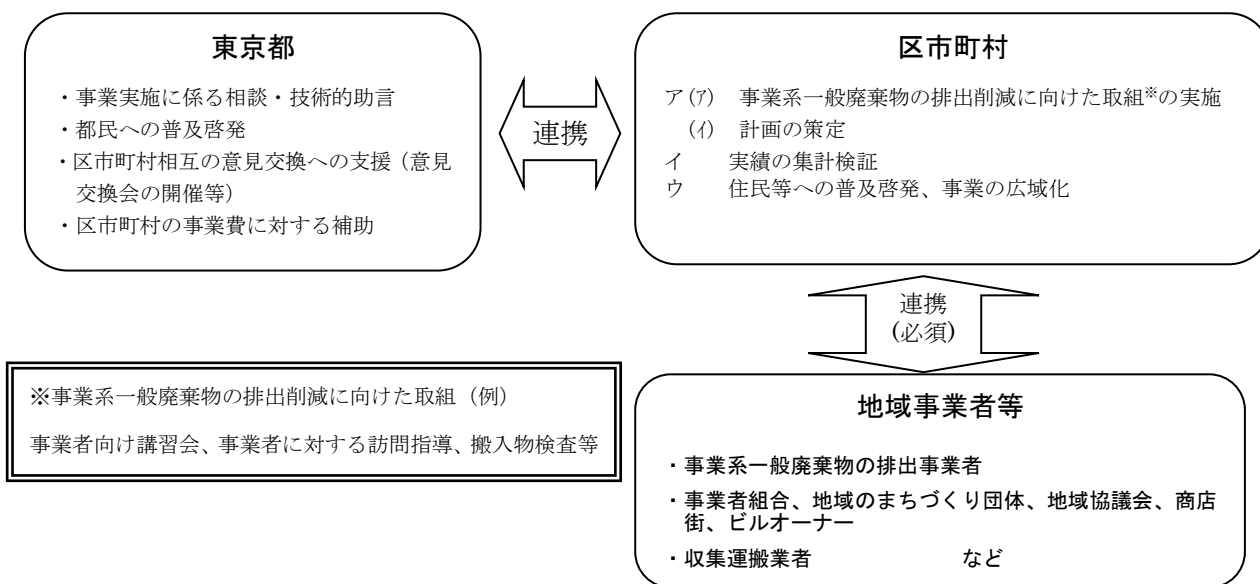 東京都
・事業実施に係る相談・技術的助言
・都民への普及啓発
・区市町村相互の意見交換への支援（意見
交換会の開催等）
・区市町村の事業費に対する補助
連携
区市町村
ア(ｱ) 事業系一般廃棄物の排出削減に向けた取組※の実施
(ｲ) 計画の策定
イ 実績の集計検証
ウ 住民等への普及啓発、事業の広域化
連携
(必須)
※事業系一般廃棄物の排出削減に向けた取組（例）
事業者向け講習会、事業者に対する訪問指導、搬入物検査等
地域事業者等
・事業系一般廃棄物の排出事業者
・事業者組合、地域のまちづくり団体、地域協議会、商店
街、ビルオーナー
・収集運搬業者 など